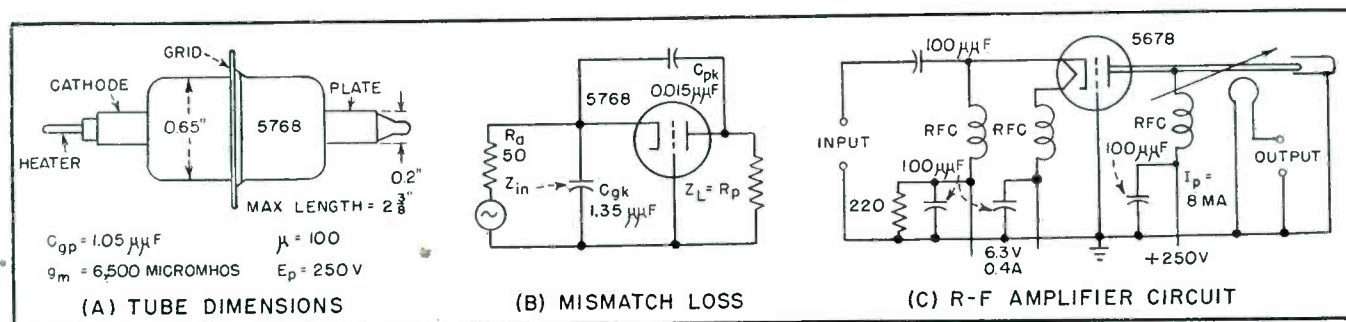 GRID
CATHODE
PLATE
0.65"
5768
HEATER
0.2"
MAX LENGTH = 2 3/8"
Cgp = 1.05 μμF
μ = 100
gm = 6,500 MICROMHOS
Ep = 250 V
(A) TUBE DIMENSIONS
Cpk
0.015 μμF
5768
Ra
50
Zin
Cgk
1.35 μμF
ZL = Rp
(B) MISMATCH LOSS
100 μμF
5678
INPUT
RFC
RFC
RFC
100 μμF
100 μμF
OUTPUT
220
Ip =
8 MA
6.3V
0.4A
+250V
(C) R-F AMPLIFIER CIRCUIT